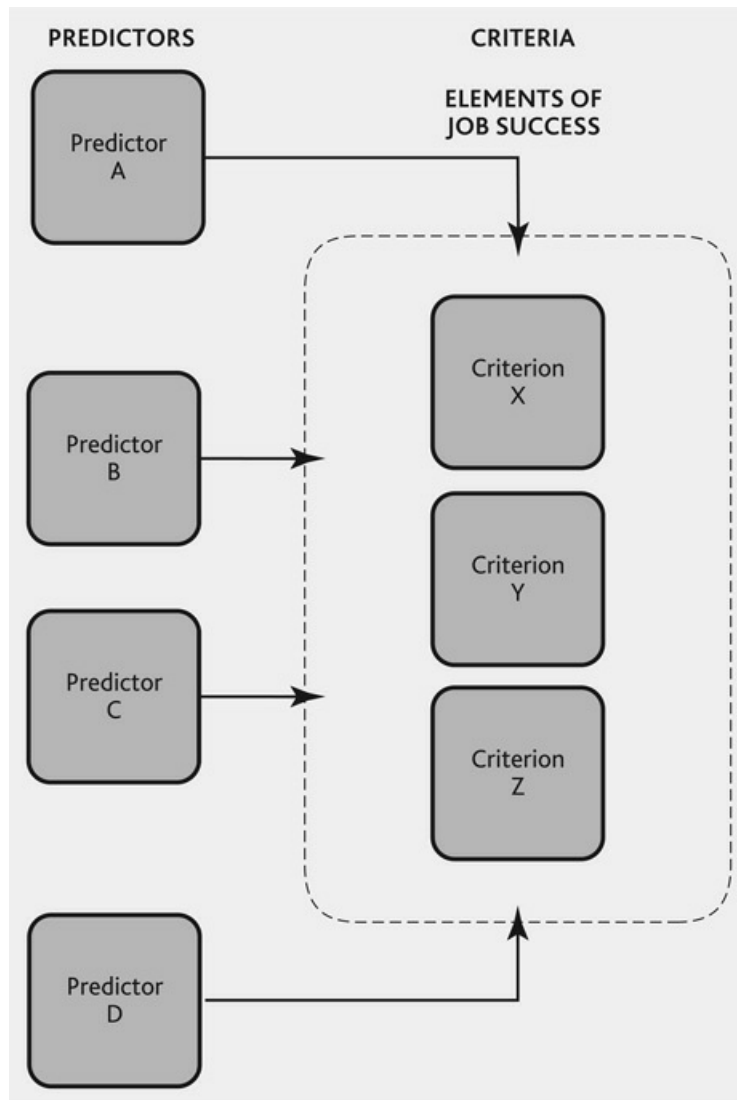 PREDICTORS
CRITERIA
ELEMENTS OF
JOB SUCCESS
Predictor
A
Predictor
B
Predictor
C
Predictor
D
Criterion
X
Criterion
Y
Criterion
Z